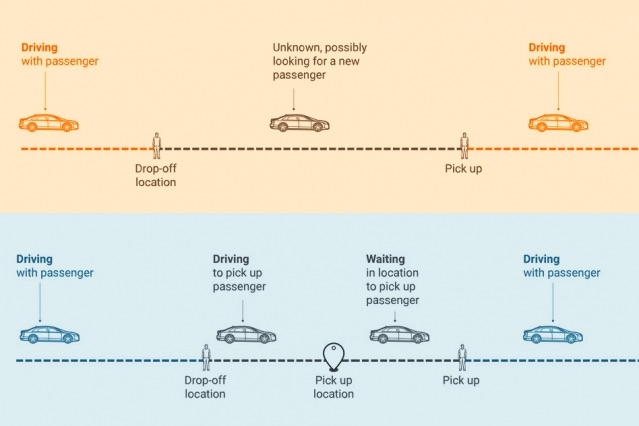 Driving
with passenger
Unknown, possibly
looking for a new
passenger
Driving
with passenger
Drop-off
location
Pick up
Driving
with passenger
Driving
to pick up
passenger
Waiting
in location
to pick up
passenger
Driving
with passenger
Drop-off
location
Pick up
location
Pick up